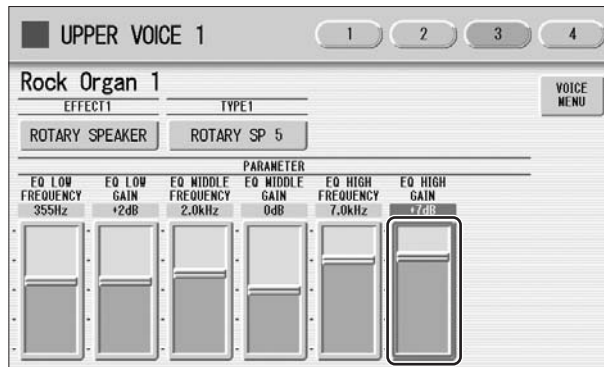 UPPER VOICE 1
1 2 3 4
Rock Organ 1
VOICE
MENU
EFFECT1 TYPE1
ROTARY SPEAKER ROTARY SP 5
PARAMETER
EQ LOW EQ LOW EQ MIDDLE EQ MIDDLE EQ HIGH EQ HIGH
FREQUENCY GAIN FREQUENCY GAIN FREQUENCY GAIN
355Hz +2dB 2.0kHz 0dB 7.0kHz +7dB